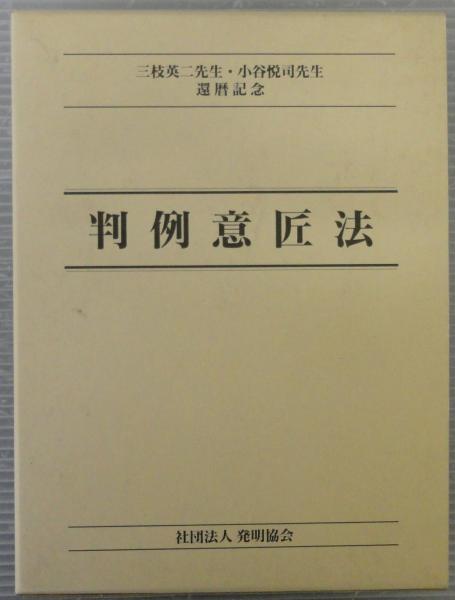 三枝英二先生・小谷悦司先生
還暦記念
判例意匠法
社団法人 発明協会